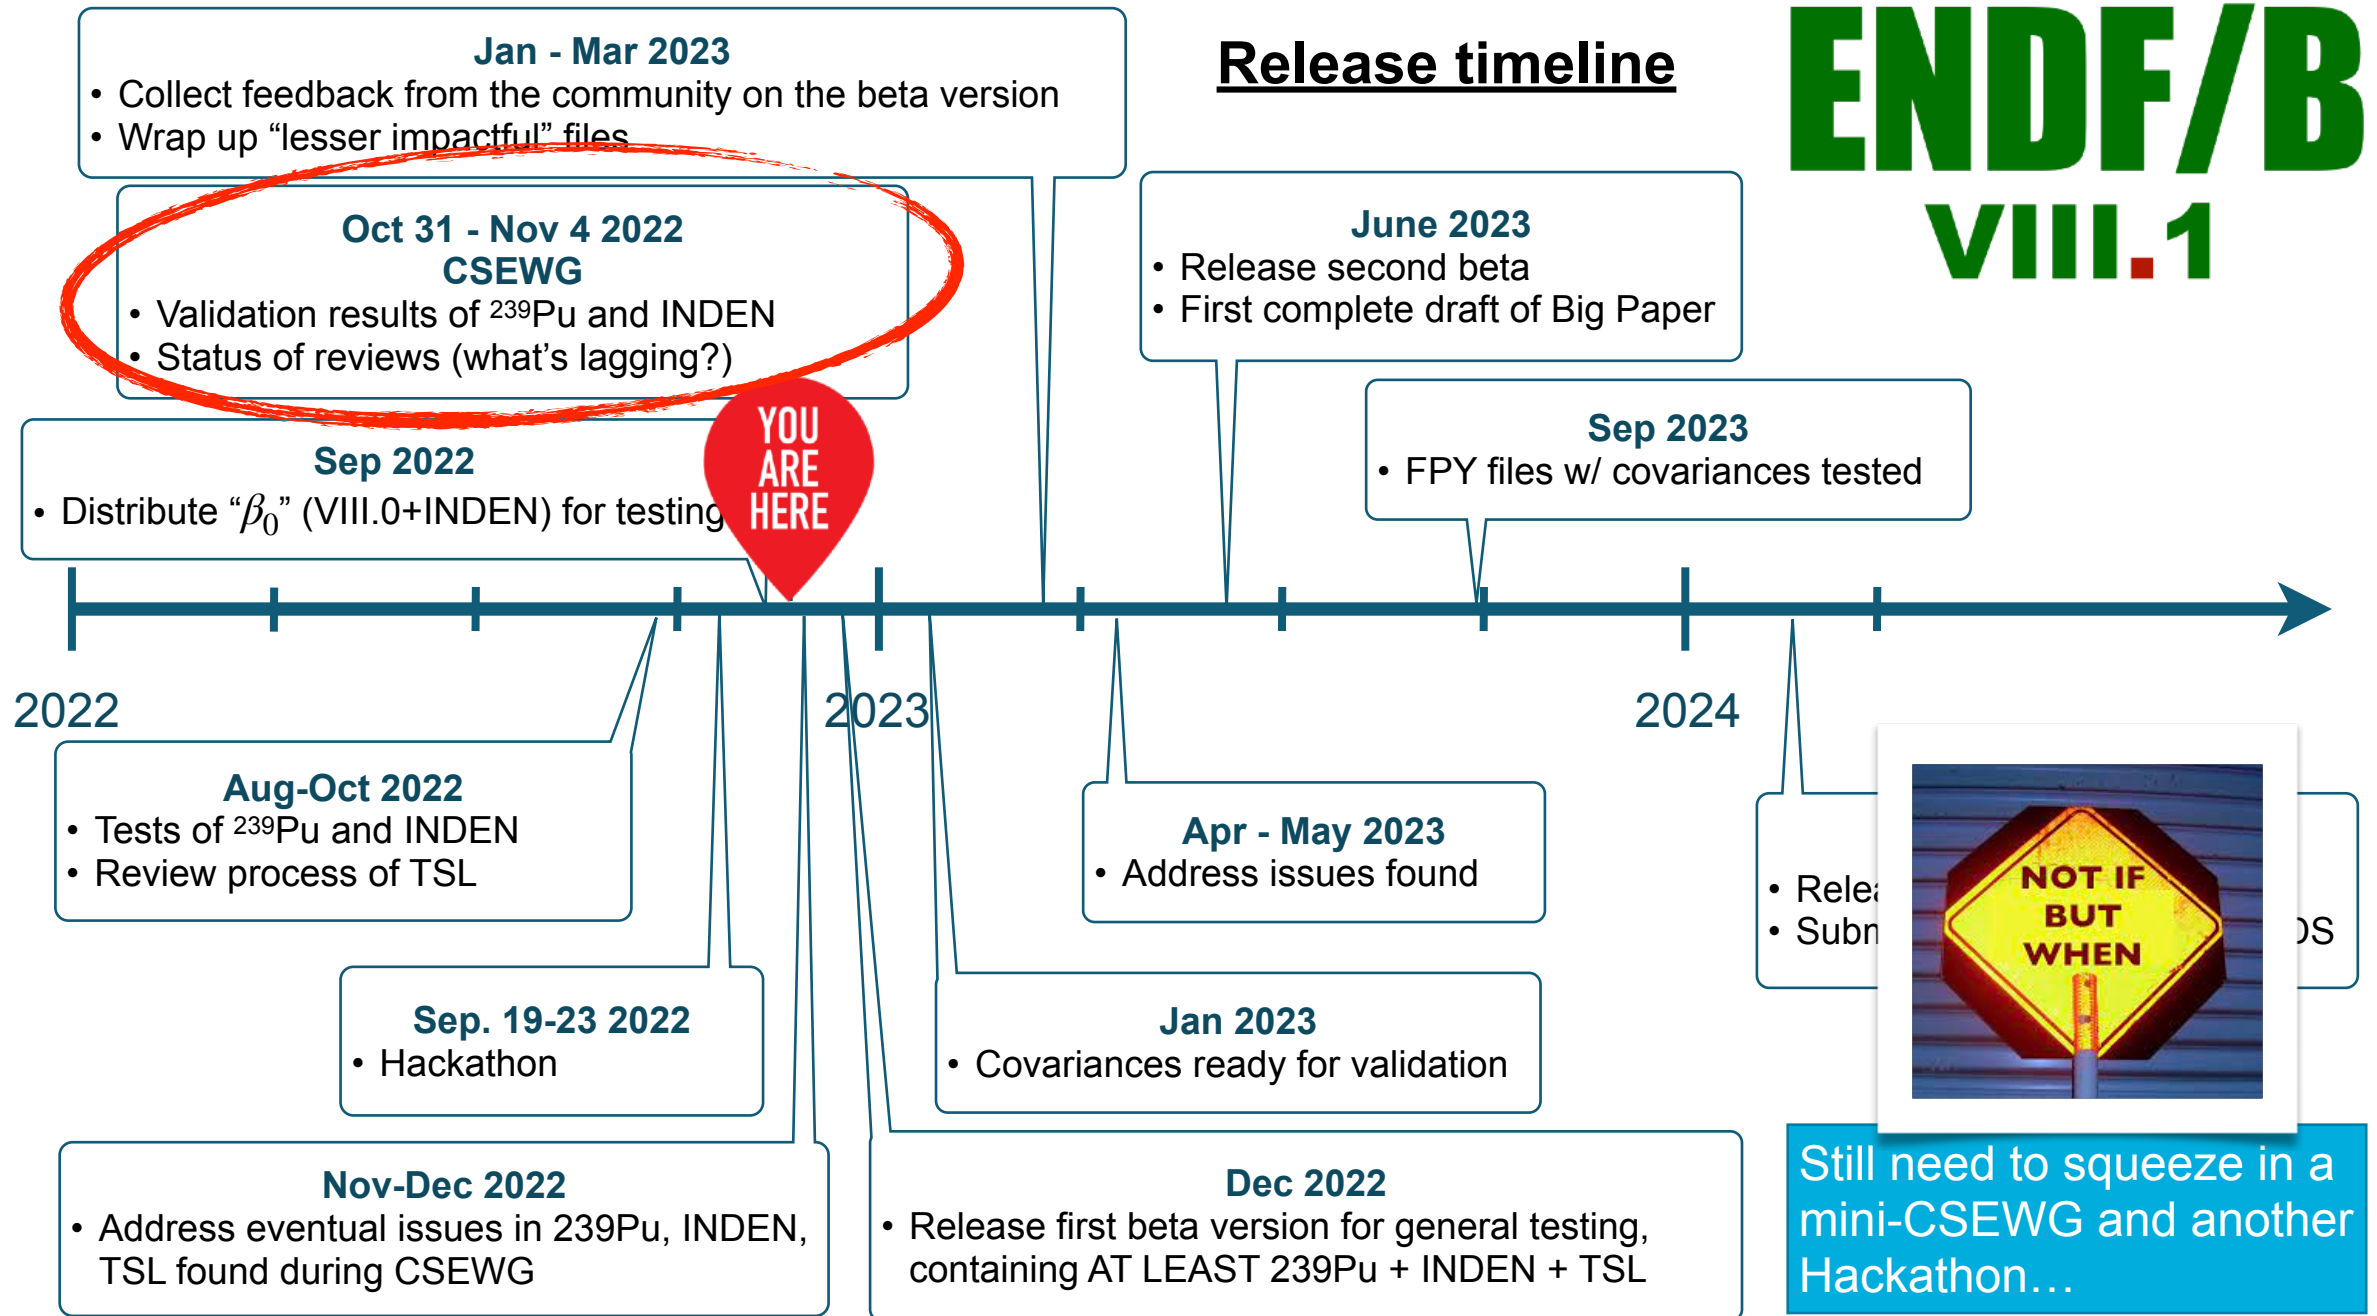 Release timeline
ENDF/B
VIII.1
Jan - Mar 2023
• Collect feedback from the community on the beta version
• Wrap up “lesser impactful” files
Oct 31 - Nov 4 2022
CSEWG
• Validation results of ²³⁹Pu and INDEN
• Status of reviews (what’s lagging?)
June 2023
• Release second beta
• First complete draft of Big Paper
Sep 2023
• FPY files w/ covariances tested
Sep 2022
• Distribute “β₀” (VIII.0+INDEN) for testing
YOU
ARE
HERE
2022
2023
2024
Aug-Oct 2022
• Tests of ²³⁹Pu and INDEN
• Review process of TSL
Apr - May 2023
• Address issues found
NOT IF
BUT
WHEN
Sep. 19-23 2022
• Hackathon
Jan 2023
• Covariances ready for validation
Nov-Dec 2022
• Address eventual issues in 239Pu, INDEN,
TSL found during CSEWG
Dec 2022
• Release first beta version for general testing,
containing AT LEAST 239Pu + INDEN + TSL
Still need to squeeze in a
mini-CSEWG and another
Hackathon…